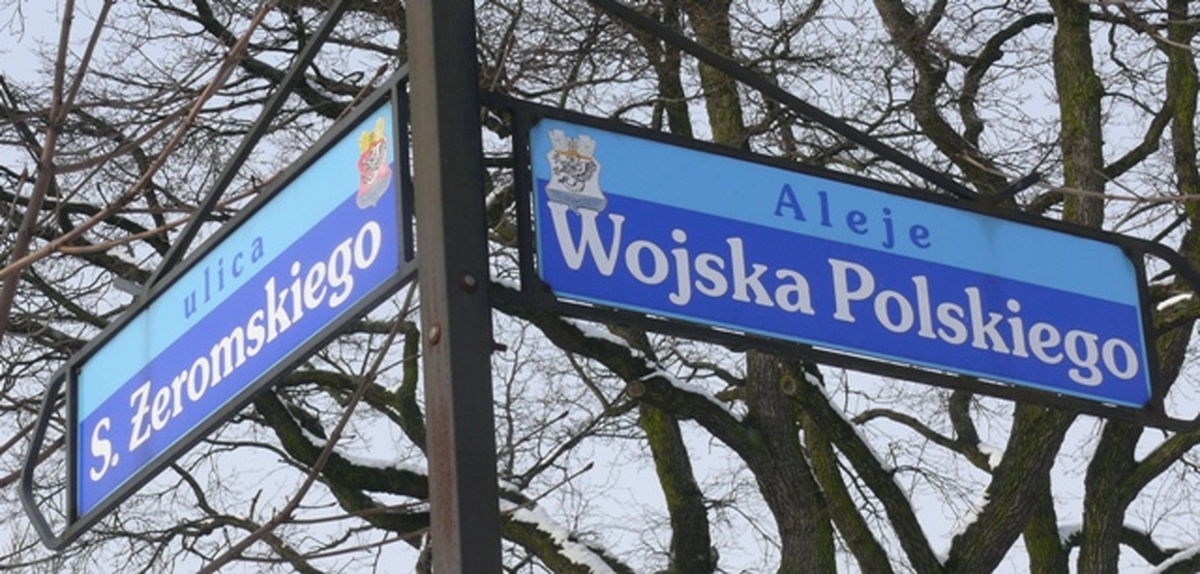 ulica
S. Żeromskiego
Aleje
Wojska Polskiego